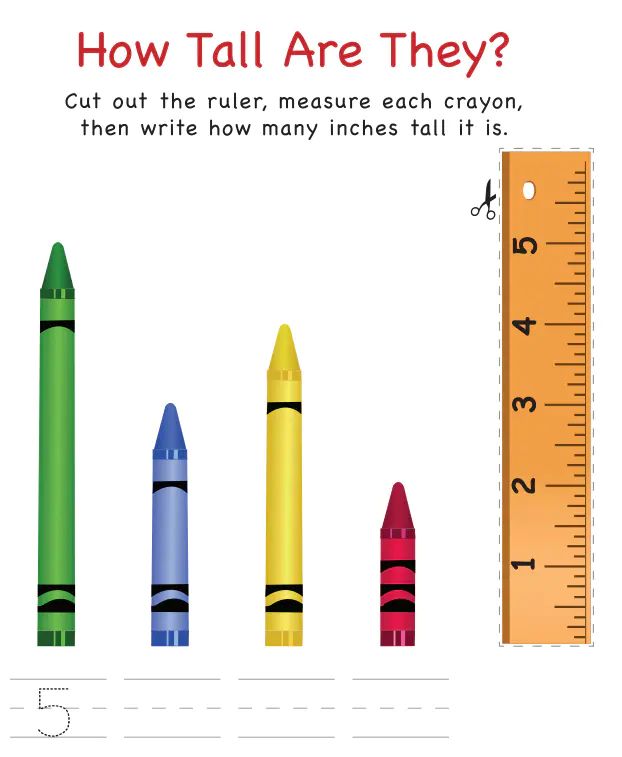 How Tall Are They?
Cut out the ruler, measure each crayon,
then write how many inches tall it is.
5
4
3
2
1
5